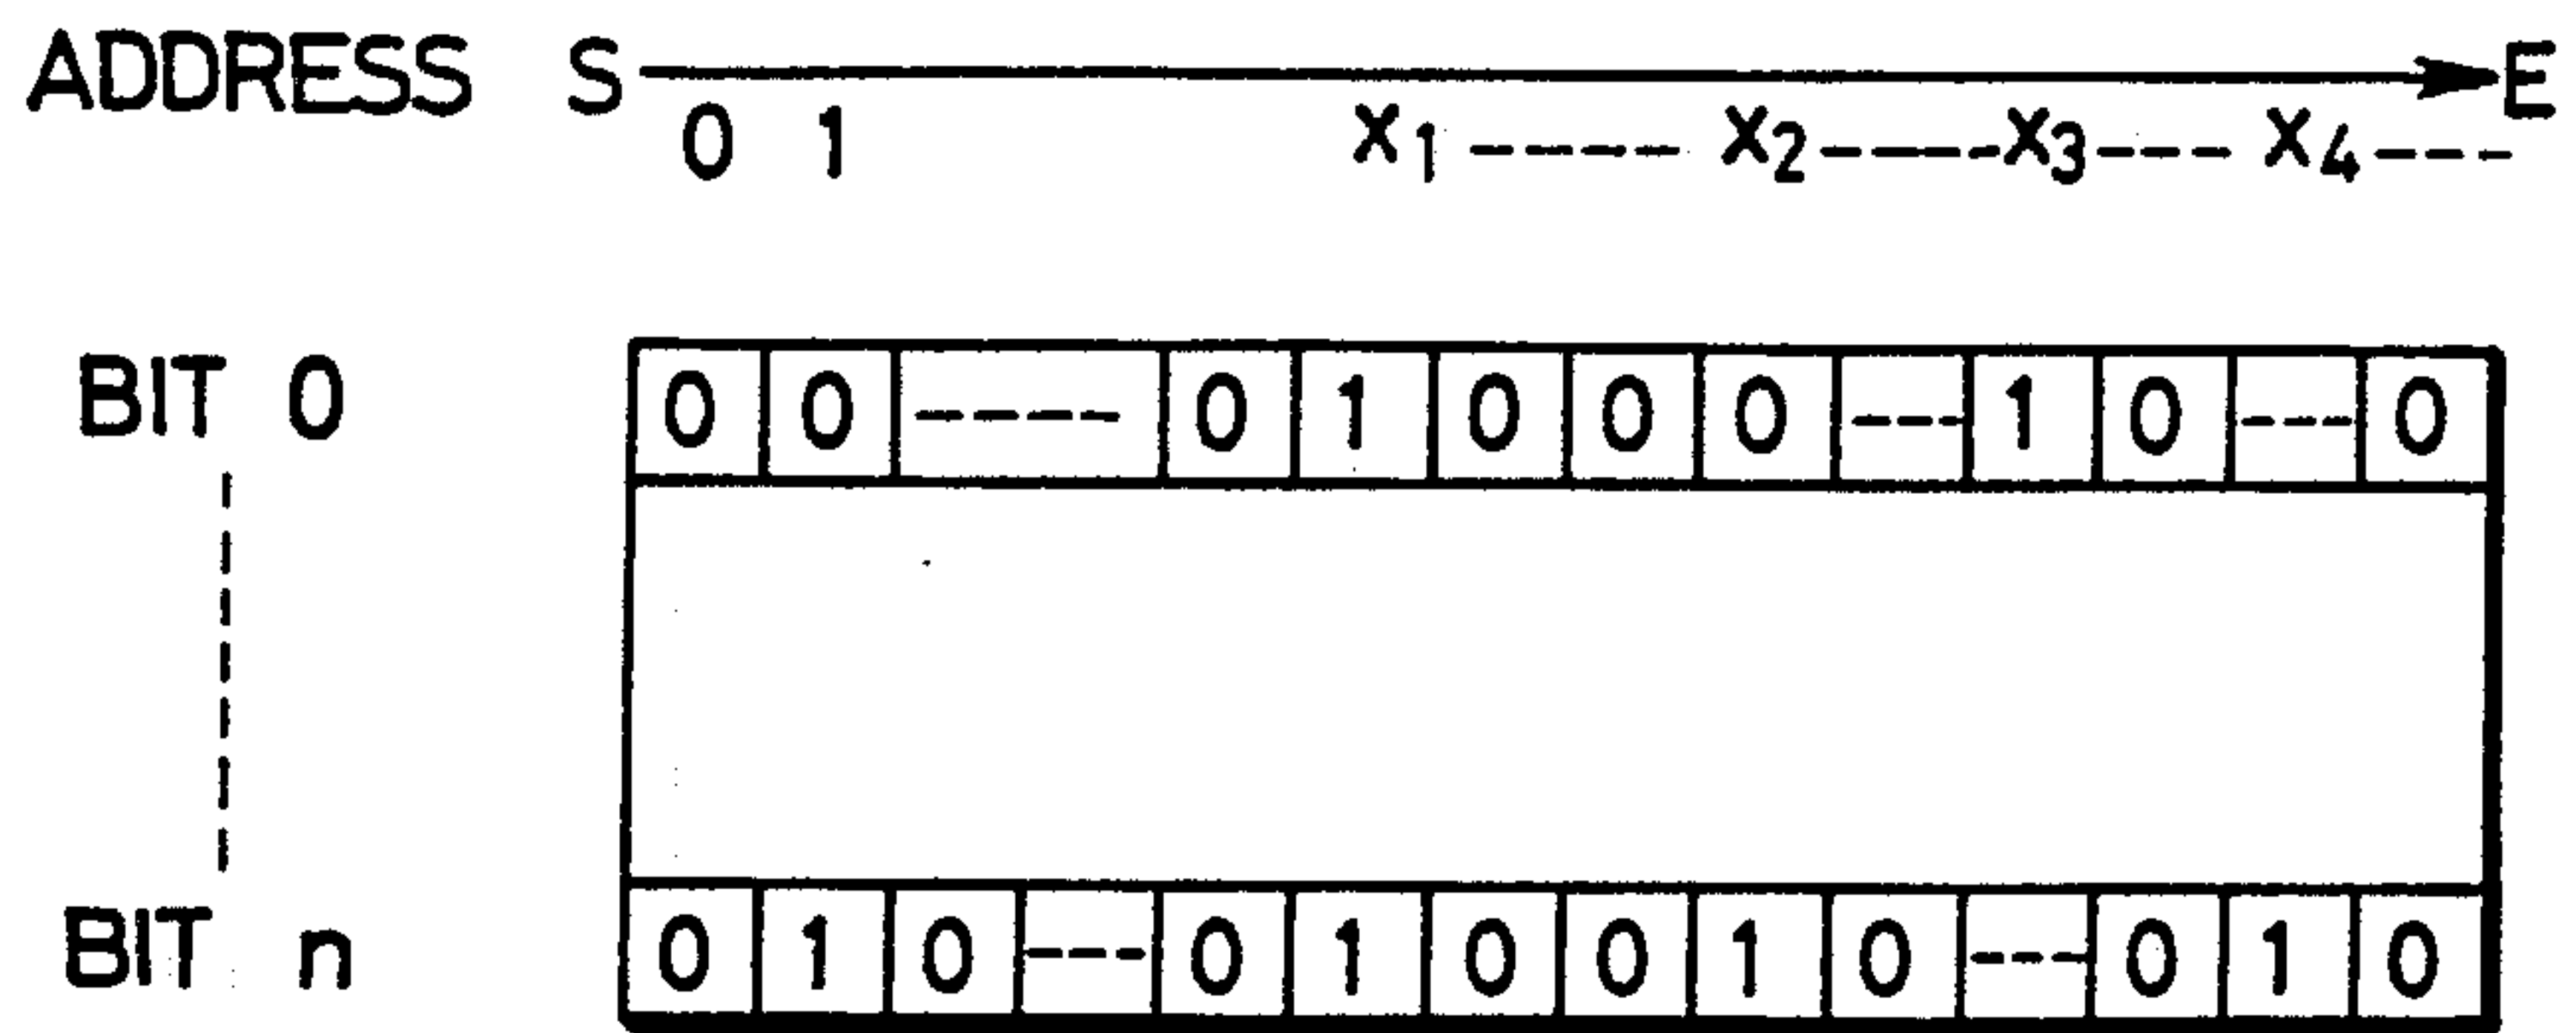 ADDRESS S E
0 1 x1 ----- x2 ----- x3 ---- x4 ----
BIT 0 0 0 ---- 0 1 0 0 0 --- 1 0 --- 0
BIT n 0 1 0 --- 0 1 0 0 1 0 --- 0 1 0